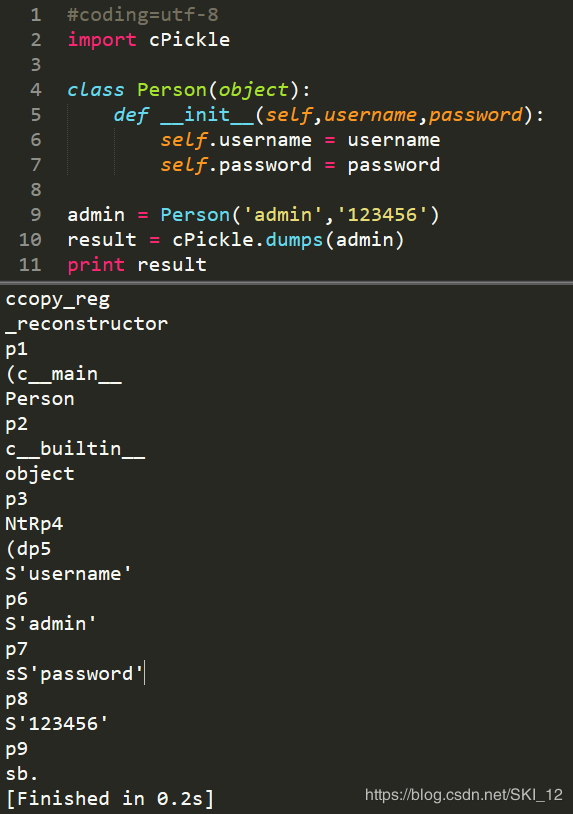 1 #coding=utf-8
2 import cPickle
3
4 class Person(object):
5     def __init__(self,username,password):
6         self.username = username
7         self.password = password
8
9 admin = Person('admin','123456')
10 result = cPickle.dumps(admin)
11 print result
ccopy_reg
_reconstructor
p1
(c__main__
Person
p2
c__builtin__
object
p3
NtRp4
(dp5
S'username'
p6
S'admin'
p7
sS'password'
p8
S'123456'
p9
sb.
[Finished in 0.2s]
https://blog.csdn.net/SKI_12